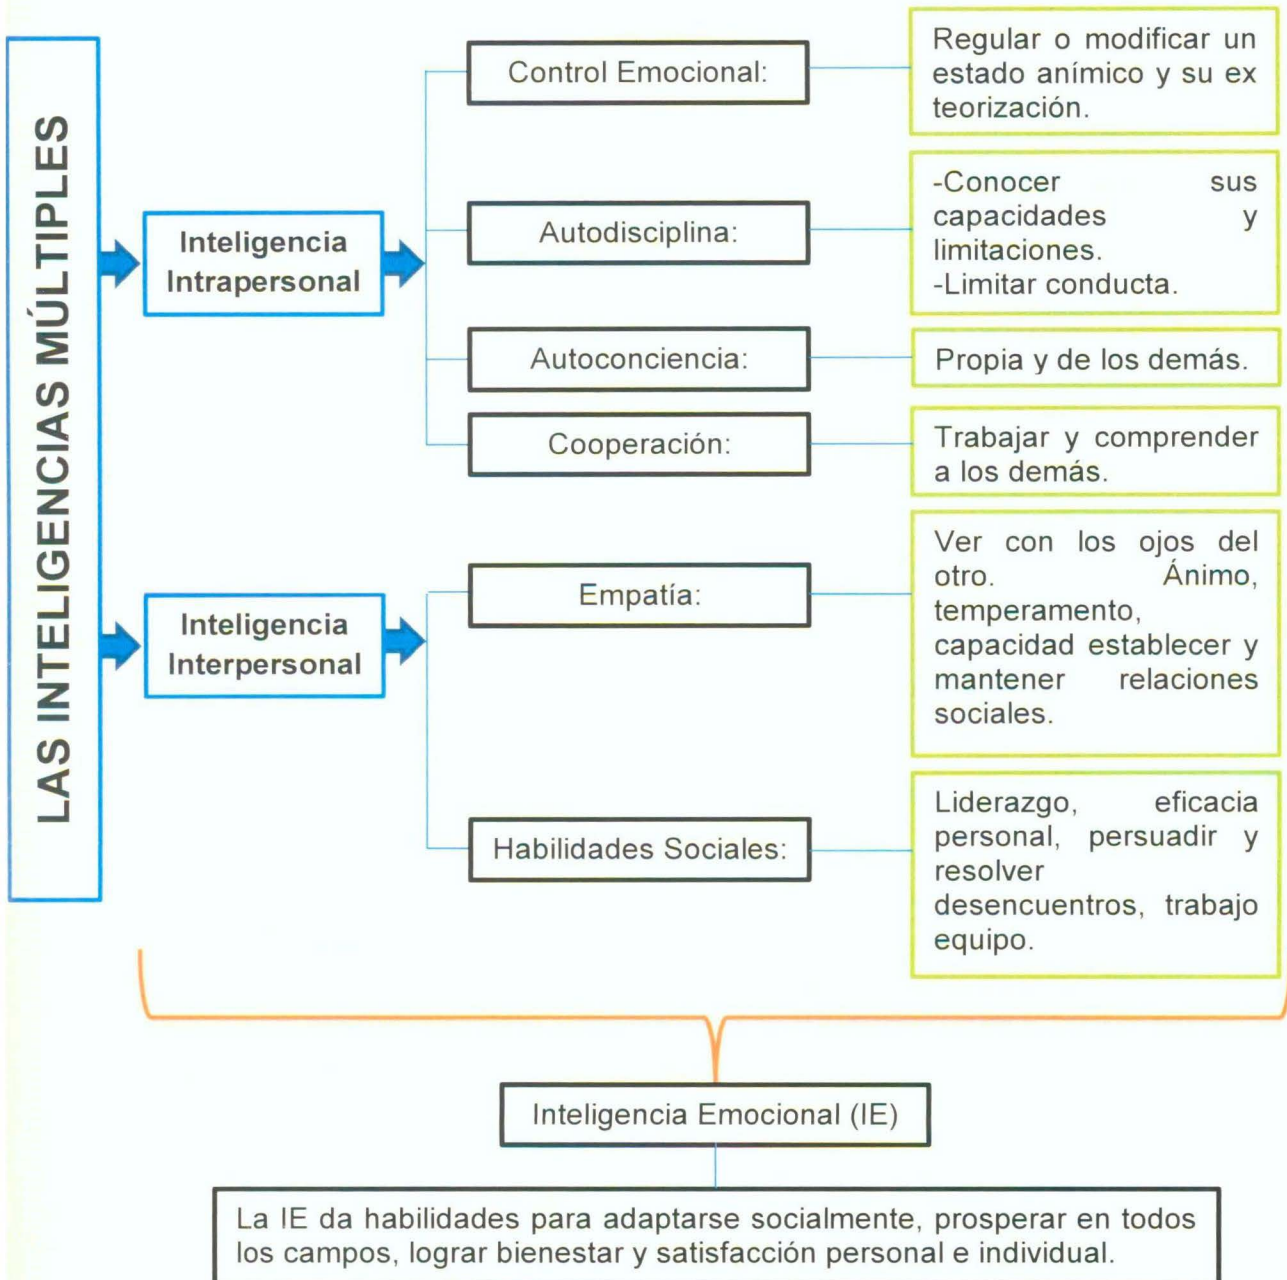 LAS INTELIGENCIAS MÚLTIPLES
Inteligencia
Intrapersonal
Control Emocional:
Regular o modificar un
estado anímico y su ex
teorización.
Autodisciplina:
-Conocer sus
capacidades y
limitaciones.
-Limitar conducta.
Autoconciencia:
Propia y de los demás.
Cooperación:
Trabajar y comprender
a los demás.
Inteligencia
Interpersonal
Empatía:
Ver con los ojos del
otro. Ánimo,
temperamento,
capacidad establecer y
mantener relaciones
sociales.
Habilidades Sociales:
Liderazgo, eficacia
personal, persuadir y
resolver
desencuentros, trabajo
equipo.
Inteligencia Emocional (IE)
La IE da habilidades para adaptarse socialmente, prosperar en todos
los campos, lograr bienestar y satisfacción personal e individual.